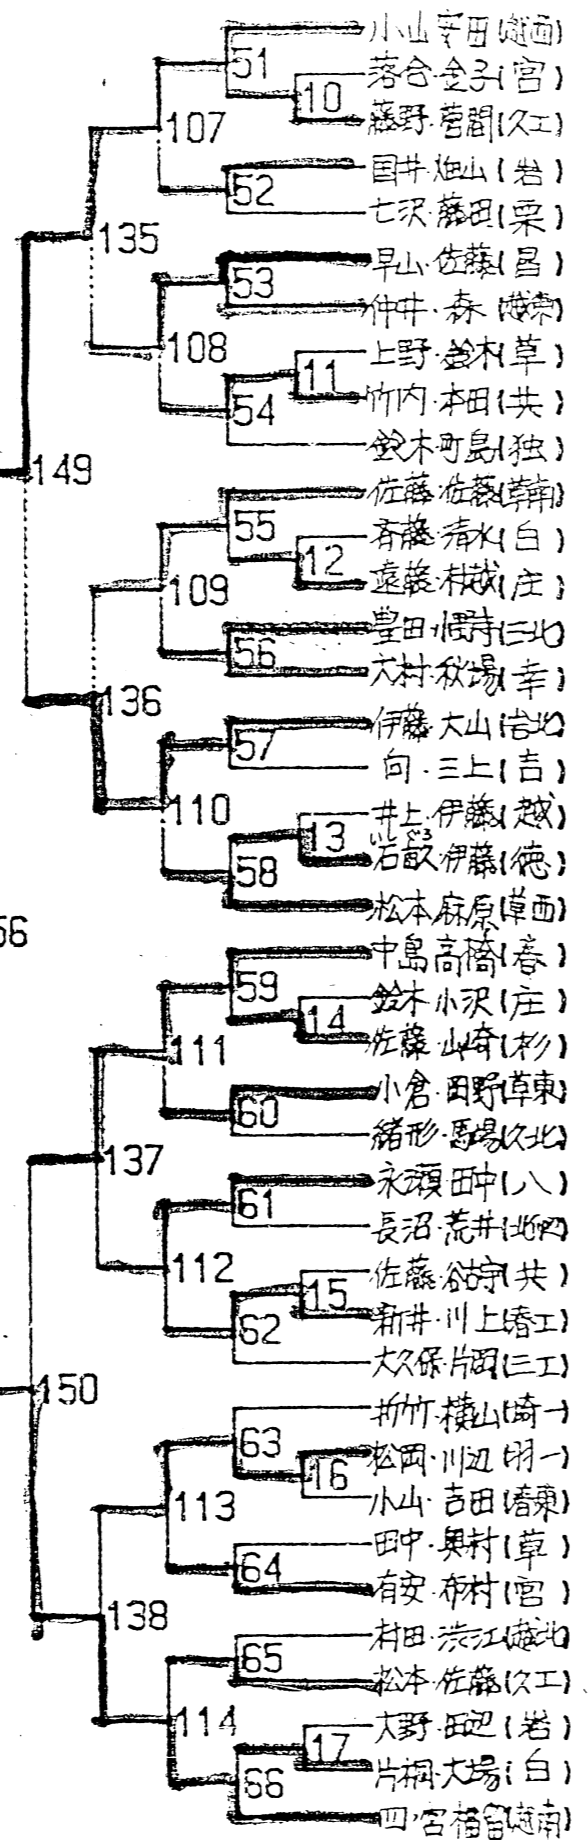 小山・安田(越西)
51
落合・金子(宮)
10
藤野・菅間(久工)
107
国井・畑山(岩)
52
七沢・藤田(栗)
135
早山・佐藤(昌)
53
仲井・森(越東)
108
上野・鈴木(草)
11
竹内・本田(共)
54
鈴木・町島(独)
149
佐藤・佐藤(草南)
55
斉藤・清水(白)
12
遠藤・村越(庄)
109
豊田・(三北)
56
大村・秋場(幸)
136
伊藤・大山(岩北)
57
向・三上(吉)
110
井上・伊藤(越)
13
石畝・伊藤(徳)
58
松本・麻原(草西)
56
中島・高橋(春)
59
鈴木・小沢(庄)
14
佐藤・山崎(杉)
111
小倉・田野(草東)
60
緒形・馬場(久北)
137
永瀬・田中(八)
61
長沼・荒井
112
佐藤・(共)
15
新井・川上(春工)
62
大久保・片岡(三工)
150
折竹・横山(埼一)
63
松岡・川辺(羽一)
16
小山・吉田(春東)
113
田中・奥村(草)
64
有安・布村(宮)
138
村田・渋江(越北)
65
松本・佐藤(久工)
114
大野・田辺(岩)
17
片桐・大場(白)
66
四ノ宮・福留(越南)